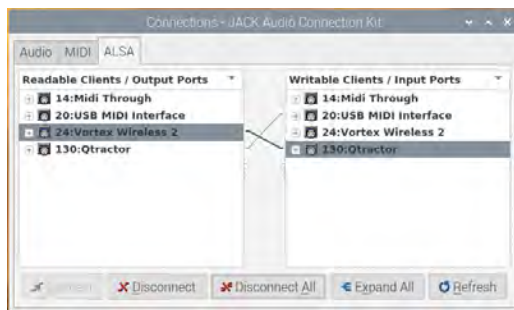 Connections - JACK Audio Connection Kit
Audio MIDI ALSA
Readable Clients / Output Ports
14:Midi Through
20:USB MIDI Interface
24:Vortex Wireless 2
130:Qtractor
Writable Clients / Input Ports
14:Midi Through
20:USB MIDI Interface
24:Vortex Wireless 2
130:Qtractor
Connect Disconnect Disconnect All Expand All Refresh